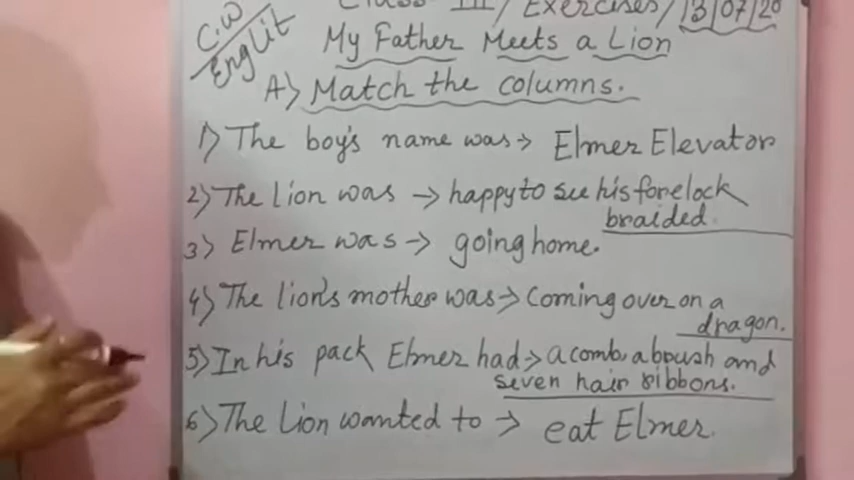 C.W
English Lit
Class III / Exercises / 13/07/20
My Father Meets a Lion
A) Match the columns.
1) The boy's name was → Elmer Elevator
2) The Lion was → happy to see his forelock
braided.
3) Elmer was → going home.
4) The lion's mother was → Coming over on a
dragon.
5) In his pack Elmer had → a comb, a brush and
seven hair ribbons.
6) The Lion wanted to → eat Elmer.